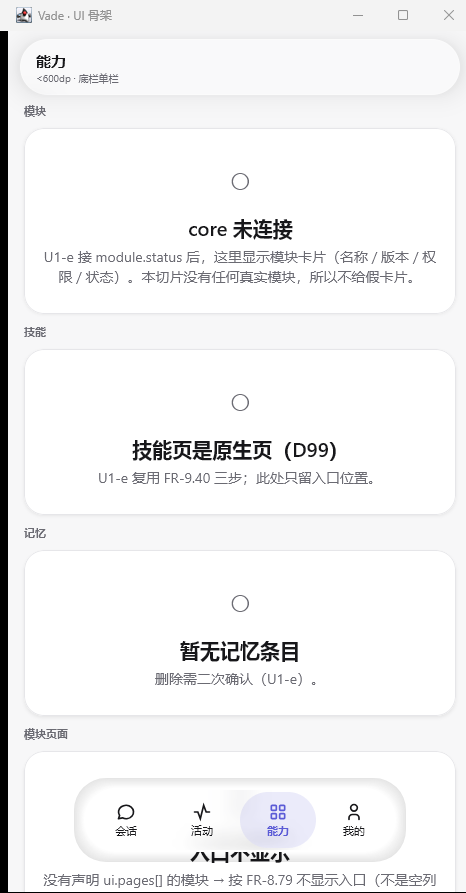 Vade · UI 骨架
能力
<600dp · 底栏单栏
模块
core 未连接
U1-e 接 module.status 后，这里显示模块卡片（名称 / 版本 / 权
限 / 状态）。本切片没有任何真实模块，所以不给假卡片。
技能
技能页是原生页（D99）
U1-e 复用 FR-9.40 三步；此处只留入口位置。
记忆
暂无记忆条目
删除需二次确认（U1-e）。
模块页面
会话
活动
能力
我的
入口不显示
没有声明 ui.pages[] 的模块 → 按 FR-8.79 不显示入口（不是空列